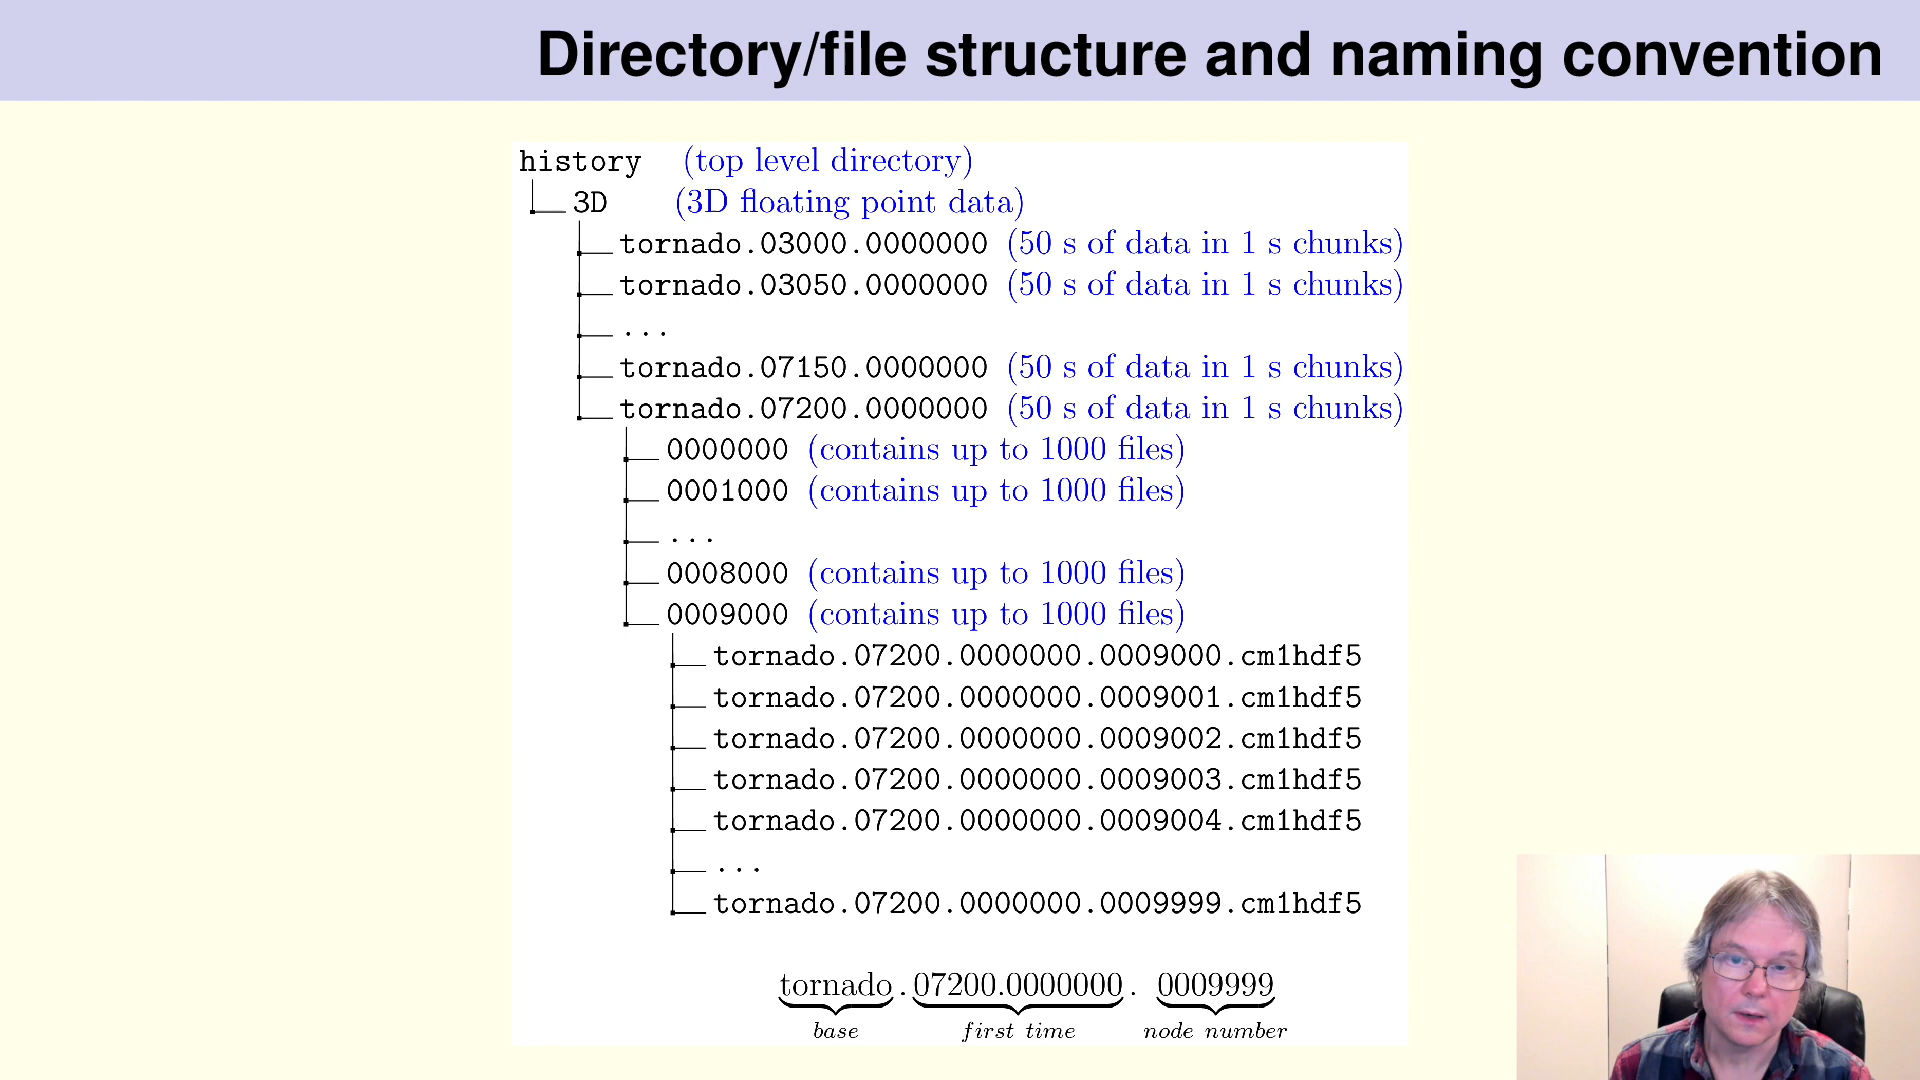 Directory/file structure and naming convention
history (top level directory)
3D (3D floating point data)
tornado.03000.0000000 (50 s of data in 1 s chunks)
tornado.03050.0000000 (50 s of data in 1 s chunks)
...
tornado.07150.0000000 (50 s of data in 1 s chunks)
tornado.07200.0000000 (50 s of data in 1 s chunks)
0000000 (contains up to 1000 files)
0001000 (contains up to 1000 files)
...
0008000 (contains up to 1000 files)
0009000 (contains up to 1000 files)
tornado.07200.0000000.0009000.cm1hdf5
tornado.07200.0000000.0009001.cm1hdf5
tornado.07200.0000000.0009002.cm1hdf5
tornado.07200.0000000.0009003.cm1hdf5
tornado.07200.0000000.0009004.cm1hdf5
...
tornado.07200.0000000.0009999.cm1hdf5
tornado . 07200.0000000 . 0009999
base first time node number